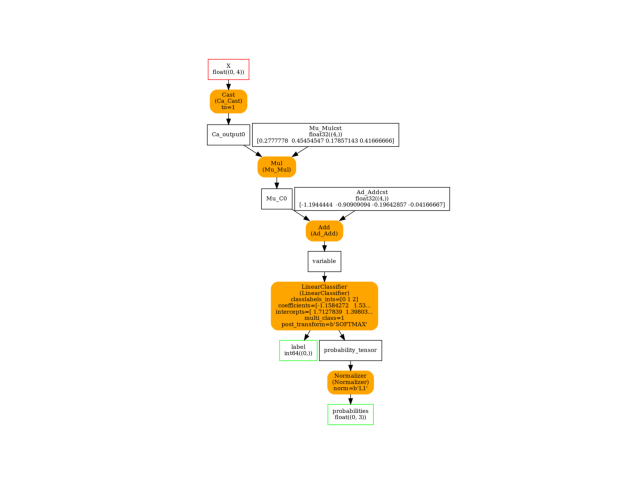 X
float((0, 4))
Cast
(Ca_Cast)
to=1
Ca_output0
Mu_Mulcst
float32((4,))
[0.2777778 0.45454547 0.17857143 0.41666666]
Mul
(Mu_Mul)
Mu_C0
Ad_Addcst
float32((4,))
[-1.1944444 -0.90909094 -0.19642857 -0.04166667]
Add
(Ad_Add)
variable
LinearClassifier
(LinearClassifier)
classlabels_ints=[0 1 2]
coefficients=[-1.1584272 1.53...
intercepts=[ 1.7127839 1.39803...
multi_class=1
post_transform=b'SOFTMAX'
label
int64((0,))
probability_tensor
Normalizer
(Normalizer)
norm=b'L1'
probabilities
float((0, 3))